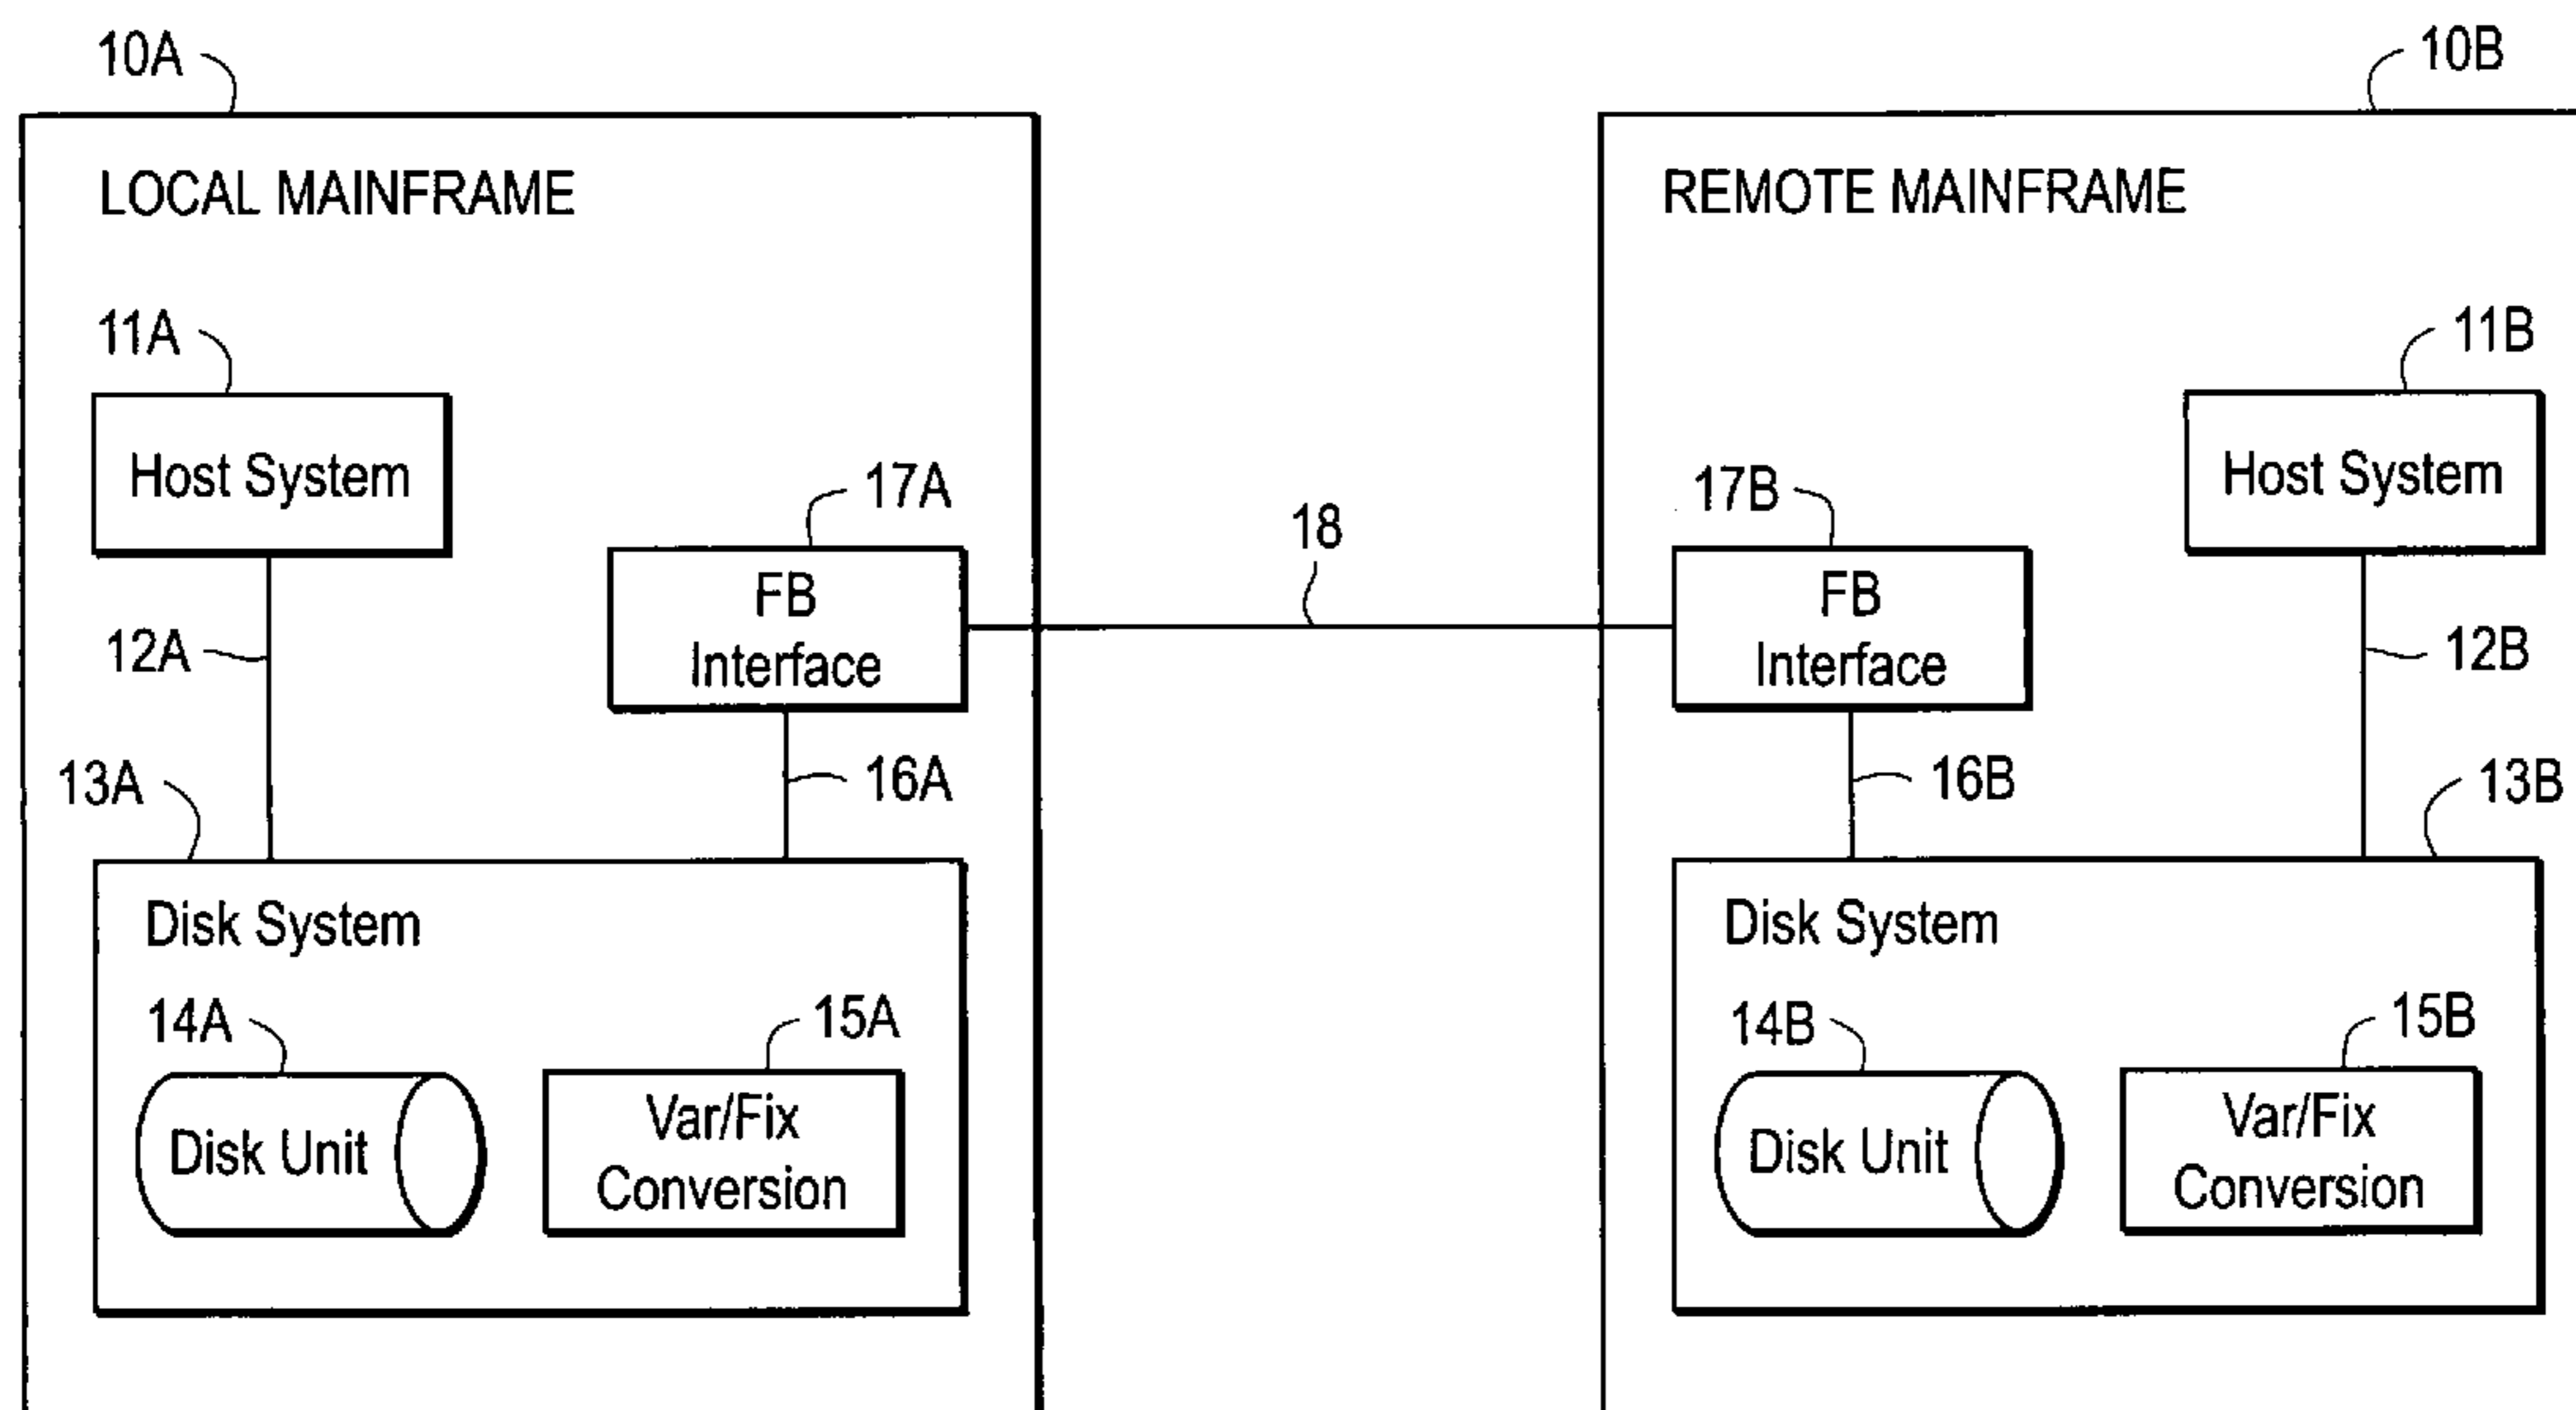 10A
10B
LOCAL MAINFRAME
REMOTE MAINFRAME
11A
11B
Host System
Host System
17A
17B
18
FB
Interface
FB
Interface
12A
12B
13A
16A
16B
13B
Disk System
Disk System
14A
15A
14B
15B
Disk Unit
Var/Fix
Conversion
Disk Unit
Var/Fix
Conversion